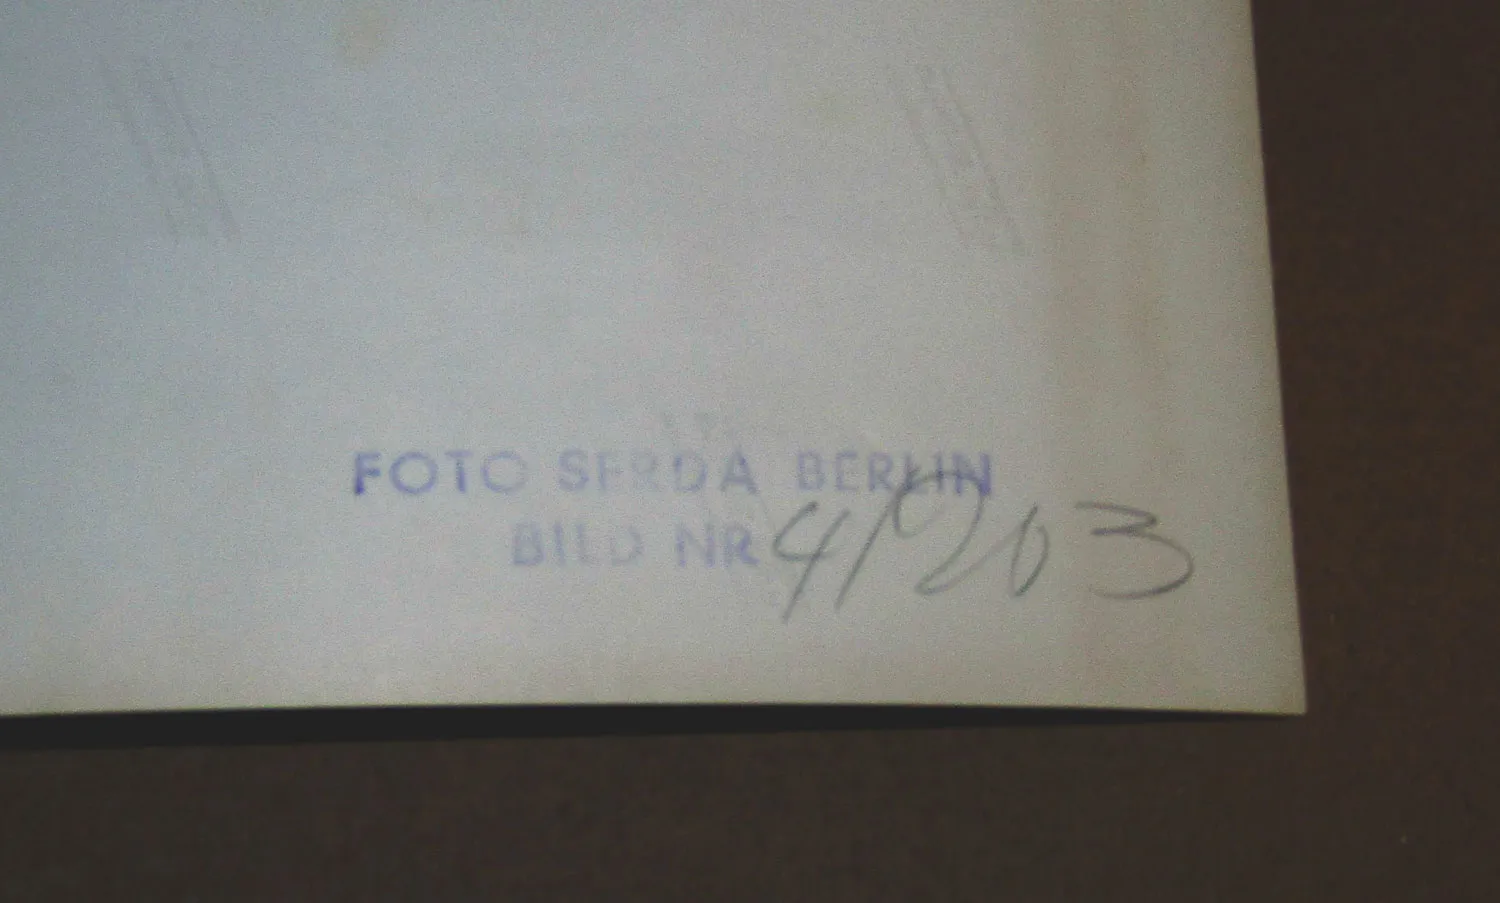 FOTO SERDA BERLIN
BILD NR 41203